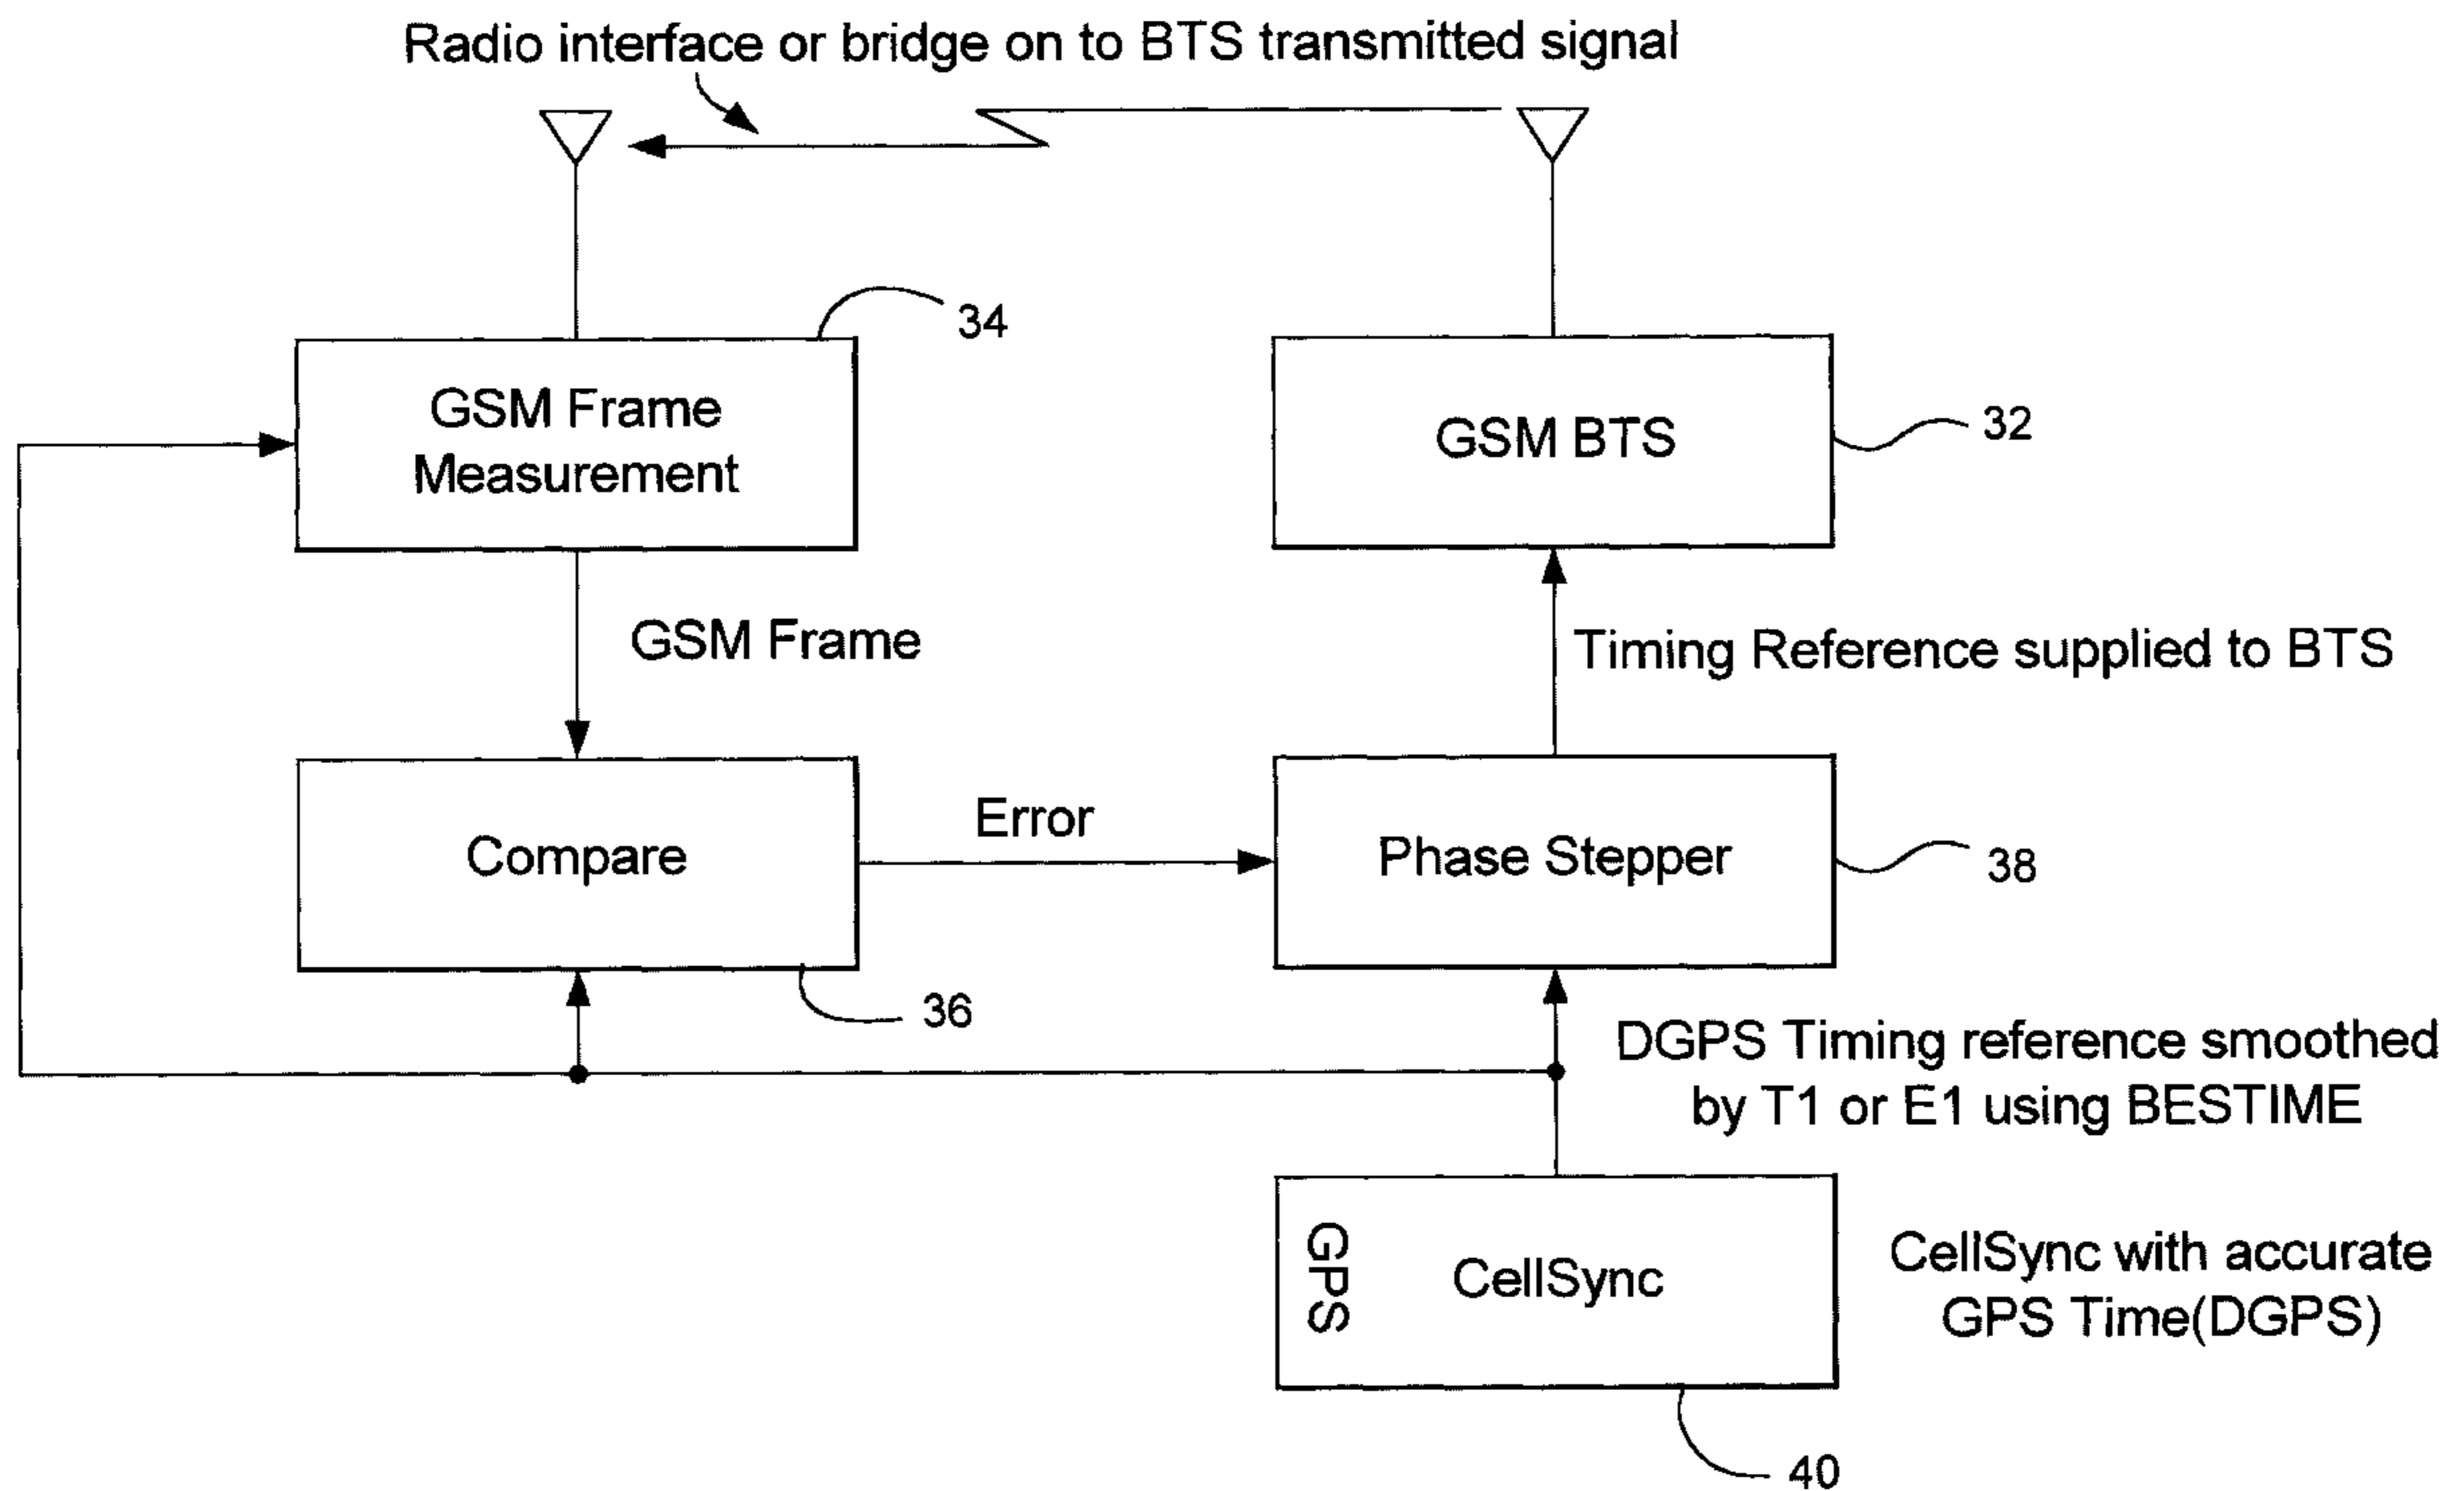 Radio interface or bridge on to BTS transmitted signal
34
GSM Frame
Measurement
GSM BTS
32
GSM Frame
Timing Reference supplied to BTS
Compare
Error
Phase Stepper
38
36
DGPS Timing reference smoothed
by T1 or E1 using BESTIME
GPS
CellSync
CellSync with accurate
GPS Time(DGPS)
40